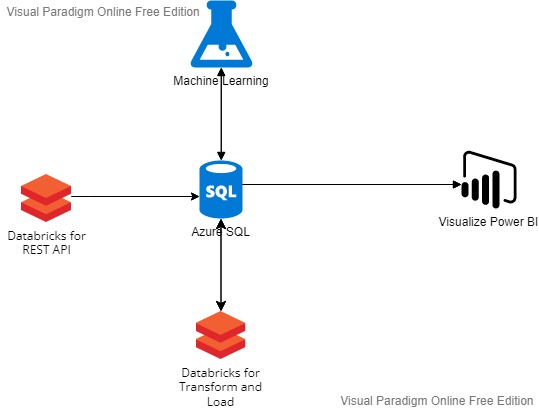 Visual Paradigm Online Free Edition
Machine Learning
SQL
Azure SQL
Databricks for
REST API
Visualize Power BI
Databricks for
Transform and
Load
Visual Paradigm Online Free Edition